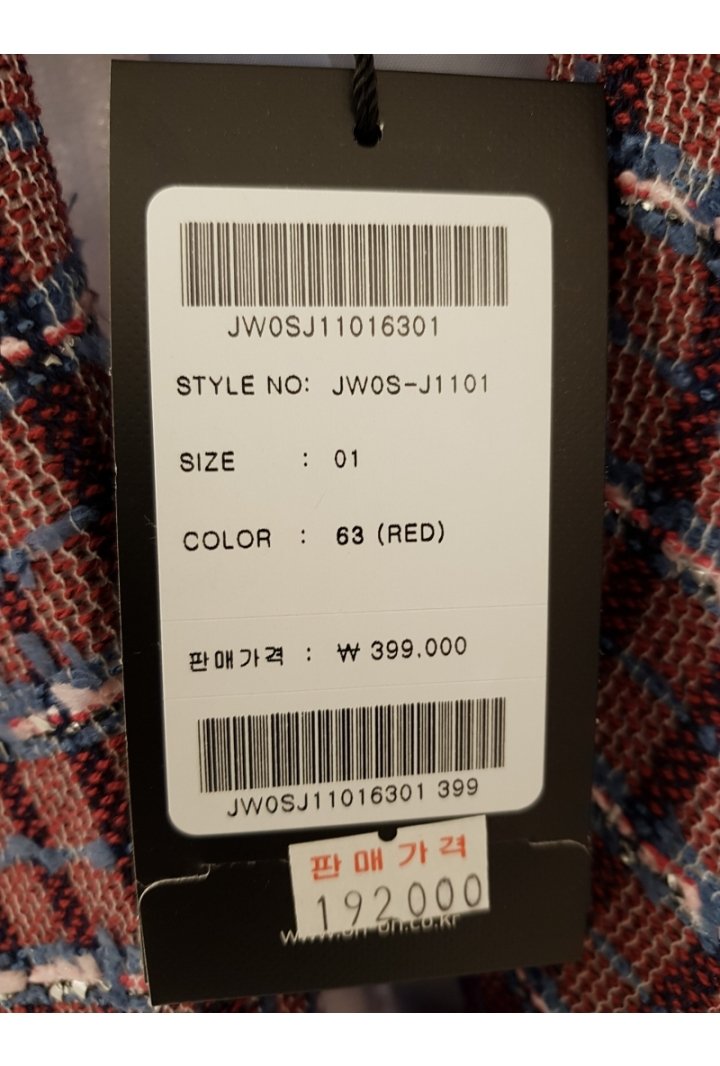 JW0SJ11016301
STYLE NO: JW0S-J1101
SIZE : 01
COLOR : 63 (RED)
판매가격 : ₩ 399.000
JW0SJ11016301 399
판매가격
192000